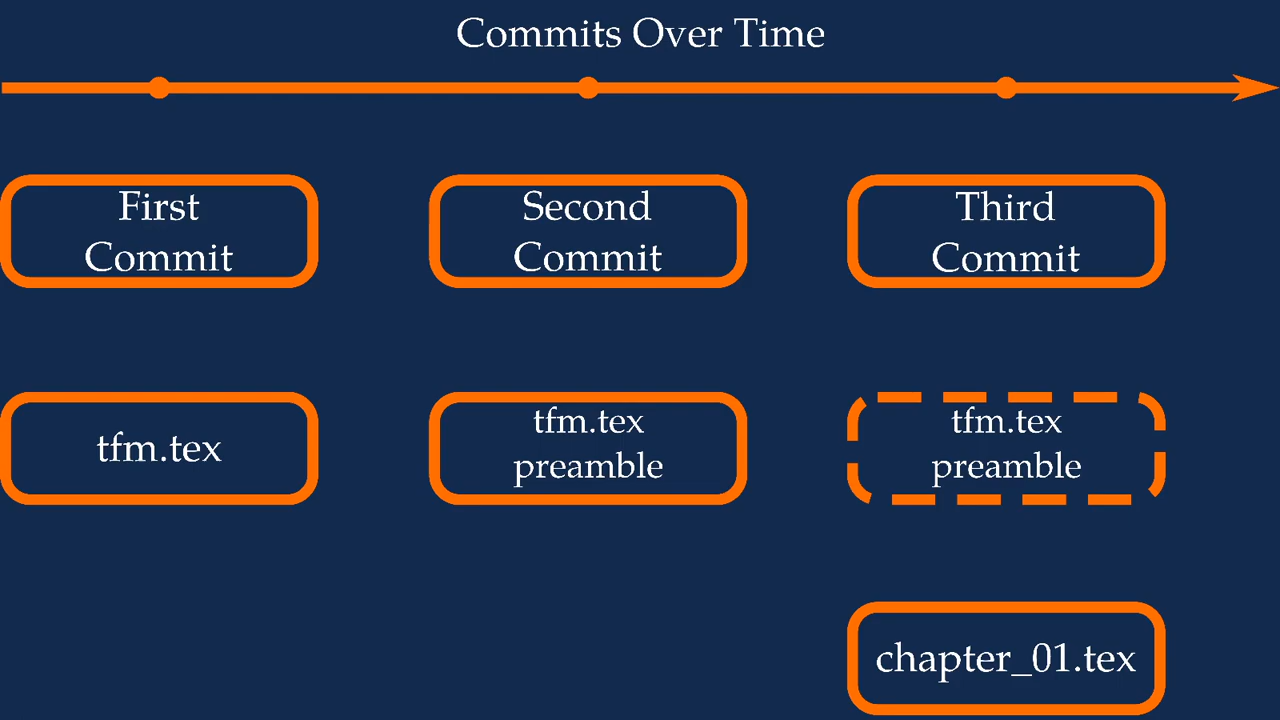 Commits Over Time
First
Commit
Second
Commit
Third
Commit
tfm.tex
tfm.tex
preamble
tfm.tex
preamble
chapter_01.tex